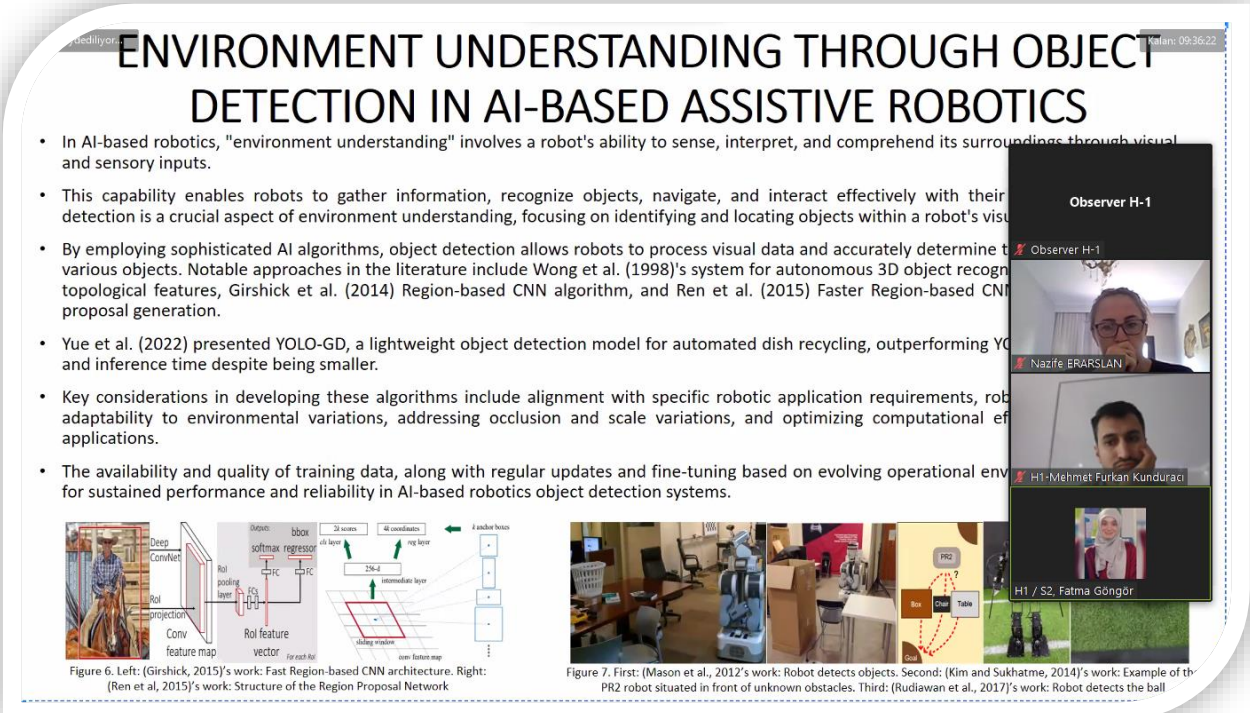 ydediliyor...
Kalan: 09:36:22
ENVIRONMENT UNDERSTANDING THROUGH OBJECT
DETECTION IN AI-BASED ASSISTIVE ROBOTICS
• In AI-based robotics, "environment understanding" involves a robot's ability to sense, interpret, and comprehend its surroundings through visual
and sensory inputs.
• This capability enables robots to gather information, recognize objects, navigate, and interact effectively with their
detection is a crucial aspect of environment understanding, focusing on identifying and locating objects within a robot's
• By employing sophisticated AI algorithms, object detection allows robots to process visual data and accurately determine
various objects. Notable approaches in the literature include Wong et al. (1998)'s system for autonomous 3D object
topological features, Girshick et al. (2014) Region-based CNN algorithm, and Ren et al. (2015) Faster Region-based
proposal generation.
• Yue et al. (2022) presented YOLO-GD, a lightweight object detection model for automated dish recycling, outperforming
and inference time despite being smaller.
• Key considerations in developing these algorithms include alignment with specific robotic application requirements,
adaptability to environmental variations, addressing occlusion and scale variations, and optimizing computational
applications.
• The availability and quality of training data, along with regular updates and fine-tuning based on evolving operational
for sustained performance and reliability in AI-based robotics object detection systems.
Observer H-1
Observer H-1
Nazife ERARSLAN
H1-Mehmet Furkan Kunduracı
H1 / S2, Fatma Göngör
Deep
ConvNet
RoI
projection
Conv
feature map
RoI
pooling
layer
FCs
Outputs:
softmax
bbox
regressor
FC
FC
RoI feature
vector
For each RoI
2k scores
4k coordinates
k anchor boxes
cls layer
reg layer
256-d
intermediate layer
sliding window
conv feature map
PR2
?
Box
Chair
Table
Goal
Figure 6. Left: (Girshick, 2015)'s work: Fast Region-based CNN architecture. Right:
(Ren et al, 2015)'s work: Structure of the Region Proposal Network
Figure 7. First: (Mason et al., 2012's work: Robot detects objects. Second: (Kim and Sukhatme, 2014)'s work: Example of the
PR2 robot situated in front of unknown obstacles. Third: (Rudiawan et al., 2017)'s work: Robot detects the ball